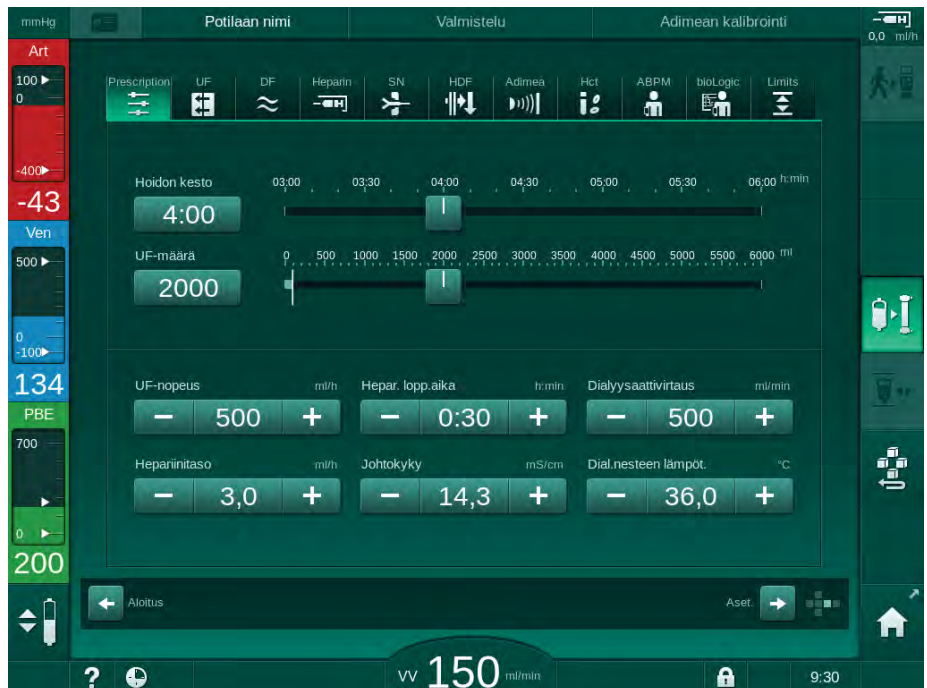 mmHg Potilaan nimi Valmistelu Adimean kalibrointi
0,0 ml/h
Art
100
0
-400
-43
Ven
500
0
-100
134
PBE
700
0
200
Prescription UF DF Heparin SN HDF Adimea Hct ABPM bioLogic Limits
Hoidon kesto 03:00 03:30 04:00 04:30 05:00 05:30 06:00 h:min
4:00
UF-määrä 0 500 1000 1500 2000 2500 3000 3500 4000 4500 5000 5500 6000 ml
2000
UF-nopeus ml/h Hepar. lopp.aika h:min Dialyysaattivirtaus ml/min
− 500 + − 0:30 + − 500 +
Hepariinitaso ml/h Johtokyky mS/cm Dial.nesteen lämpöt. °C
− 3,0 + − 14,3 + − 36,0 +
Aloitus Aset.
? VV 150 ml/min 9:30